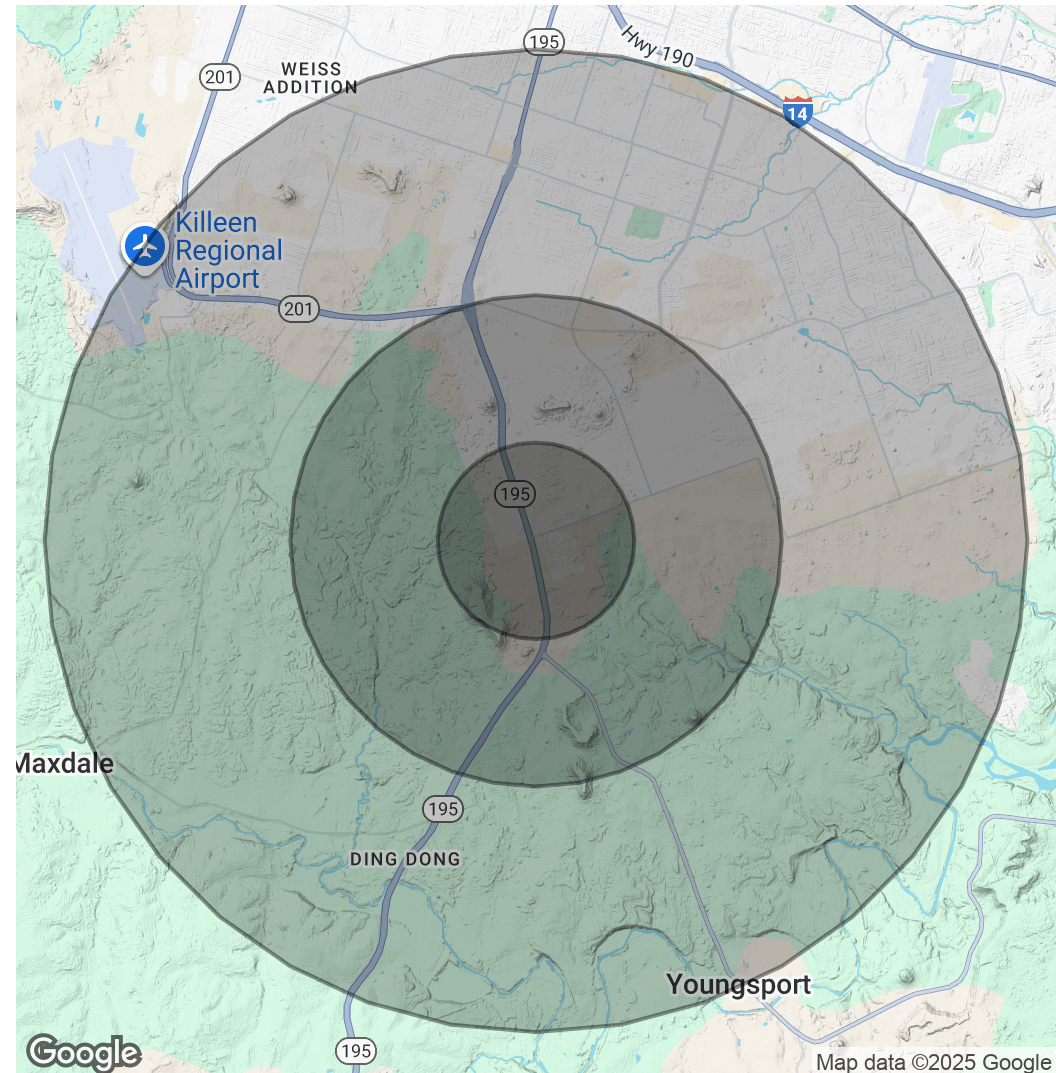 195
Hwy 190
201
WEISS
ADDITION
14
Killeen
Regional
Airport
201
195
Maxdale
195
DING DONG
Youngsport
195
Google
Map data ©2025 Google